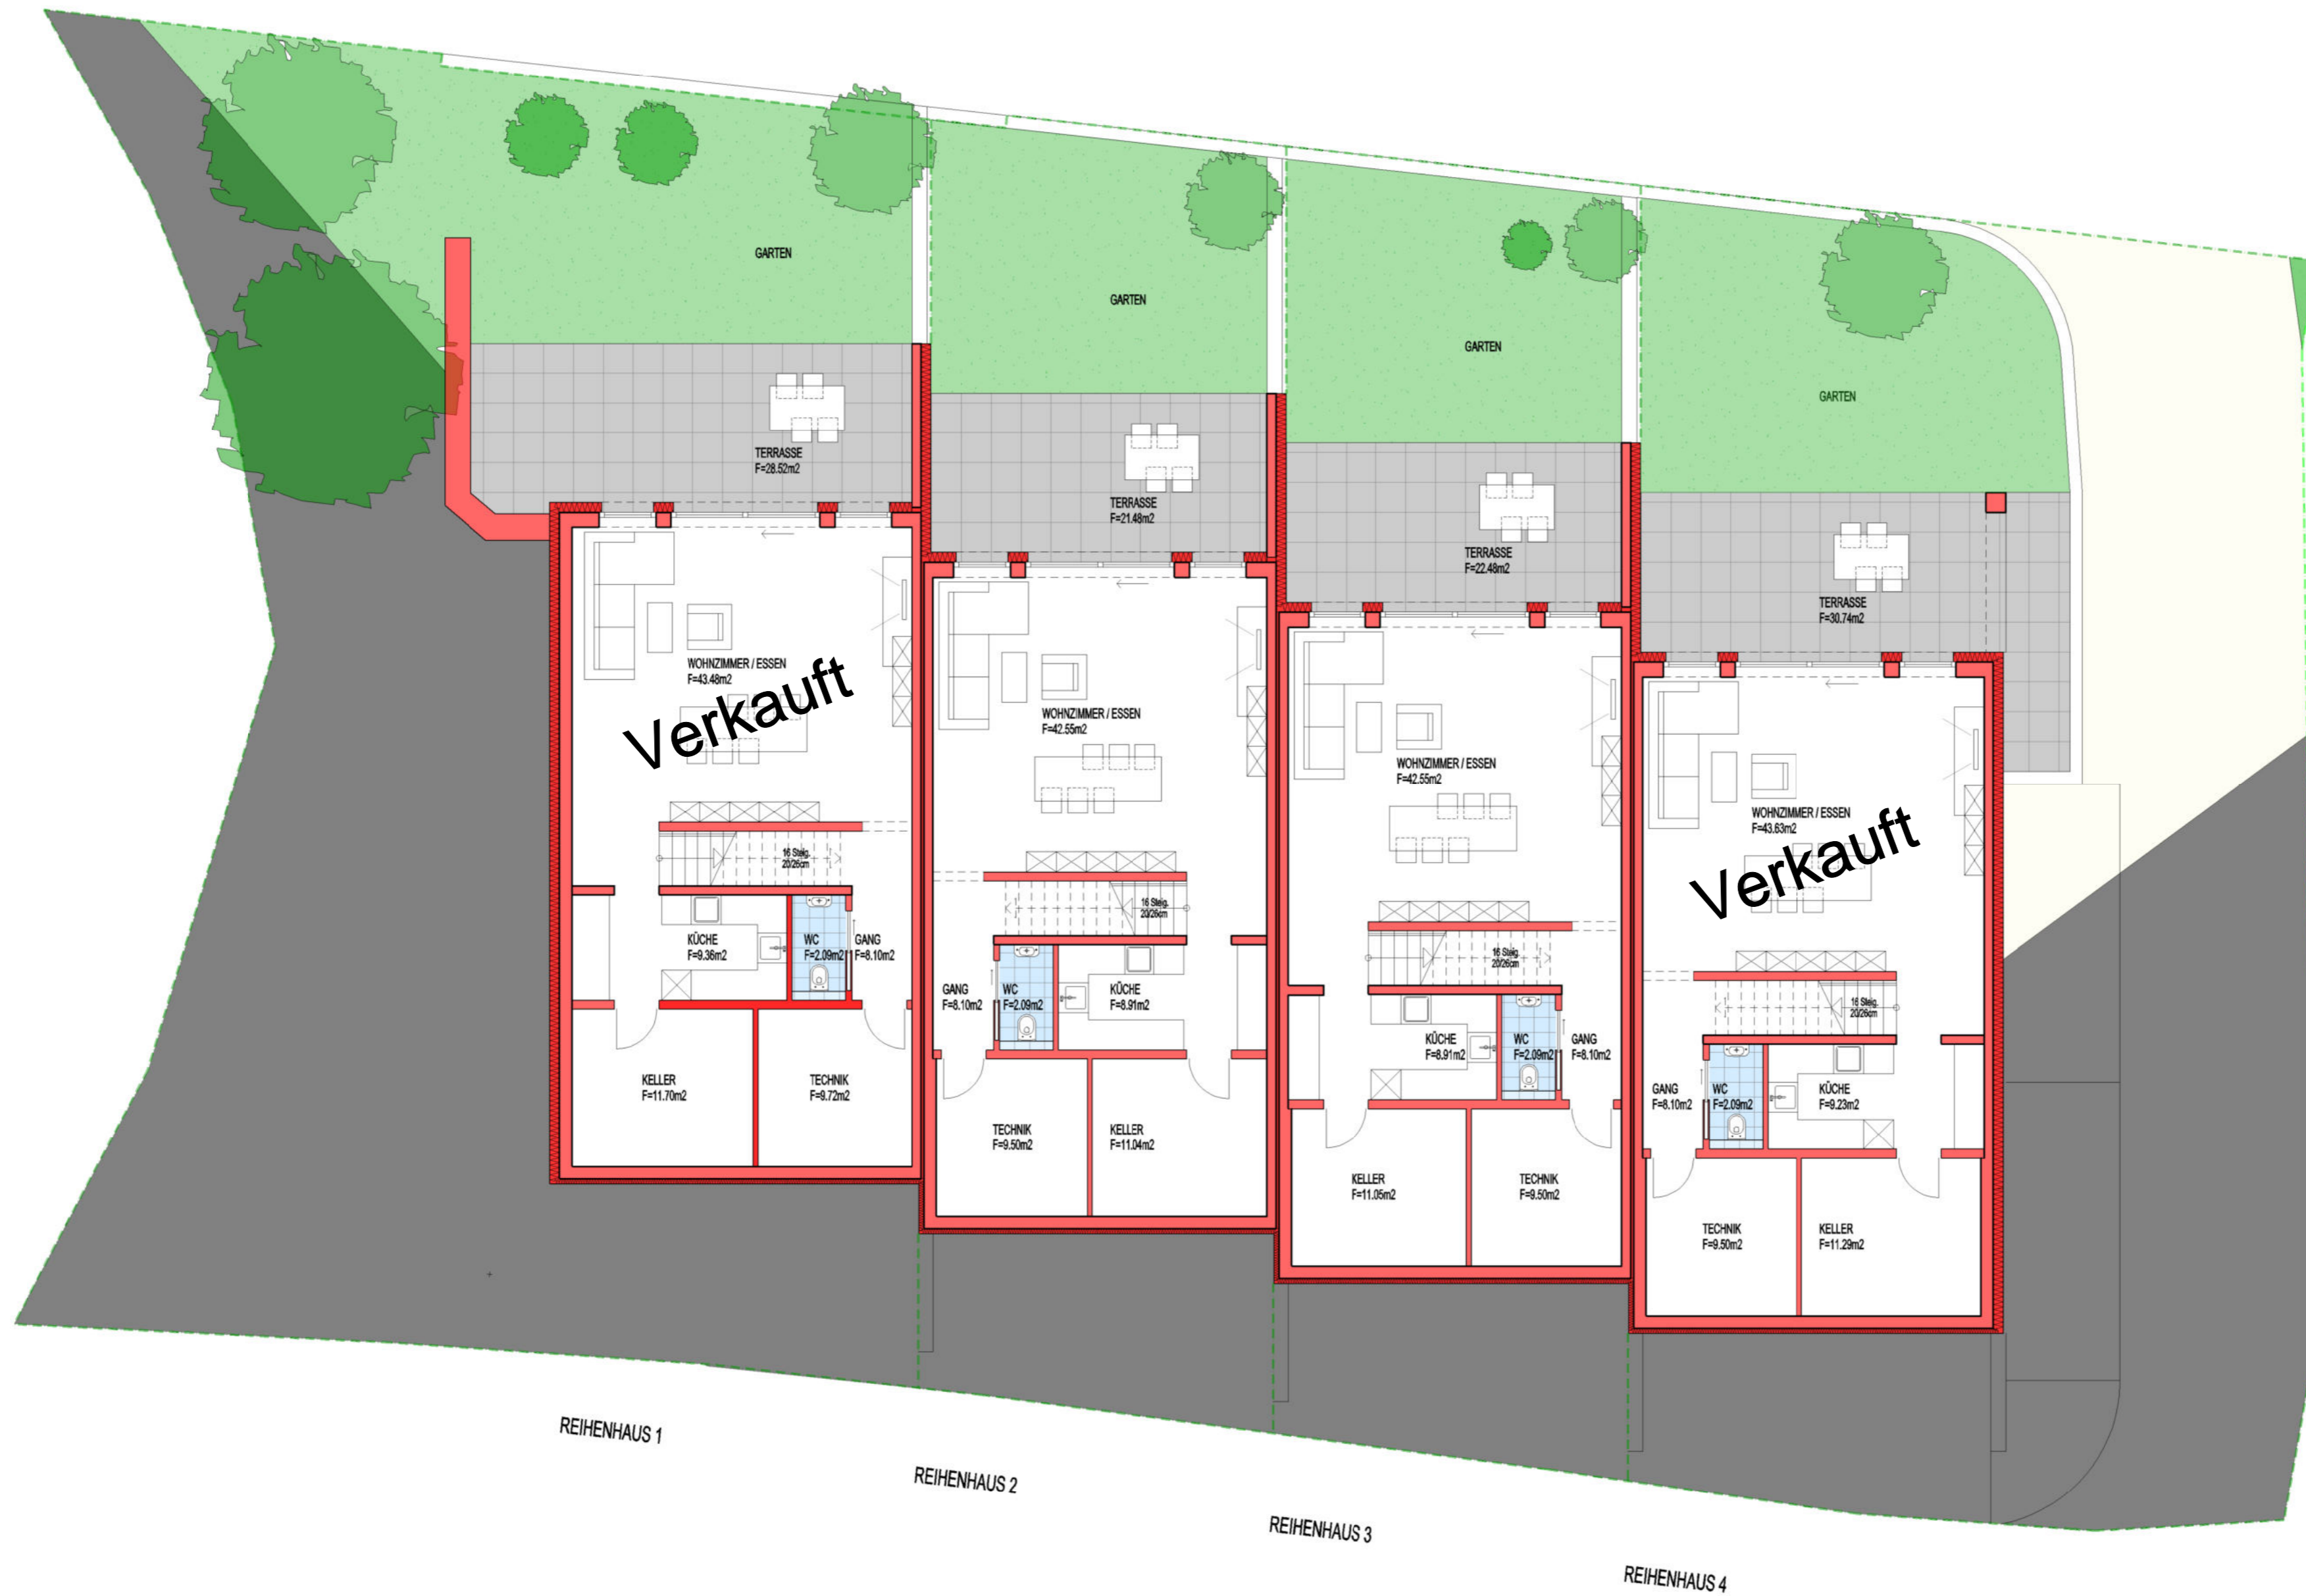 GARTEN
TERRASSE
F=28.52m2
WOHNZIMMER / ESSEN
F=43.48m2
Verkauft
16 Steig.
20/26cm
KÜCHE
F=9.36m2
WC
F=2.09m2
GANG
F=8.10m2
KELLER
F=11.70m2
TECHNIK
F=9.72m2
REIHENHAUS 1
GARTEN
TERRASSE
F=21.48m2
WOHNZIMMER / ESSEN
F=42.55m2
16 Steig.
20/26cm
GANG
F=8.10m2
WC
F=2.09m2
KÜCHE
F=8.91m2
TECHNIK
F=9.50m2
KELLER
F=11.04m2
REIHENHAUS 2
GARTEN
TERRASSE
F=22.48m2
WOHNZIMMER / ESSEN
F=42.55m2
16 Steig.
20/26cm
KÜCHE
F=8.91m2
WC
F=2.09m2
GANG
F=8.10m2
KELLER
F=11.05m2
TECHNIK
F=9.50m2
REIHENHAUS 3
GARTEN
TERRASSE
F=30.74m2
WOHNZIMMER / ESSEN
F=43.63m2
Verkauft
16 Steig.
20/26cm
GANG
F=8.10m2
WC
F=2.09m2
KÜCHE
F=9.23m2
TECHNIK
F=9.50m2
KELLER
F=11.29m2
REIHENHAUS 4